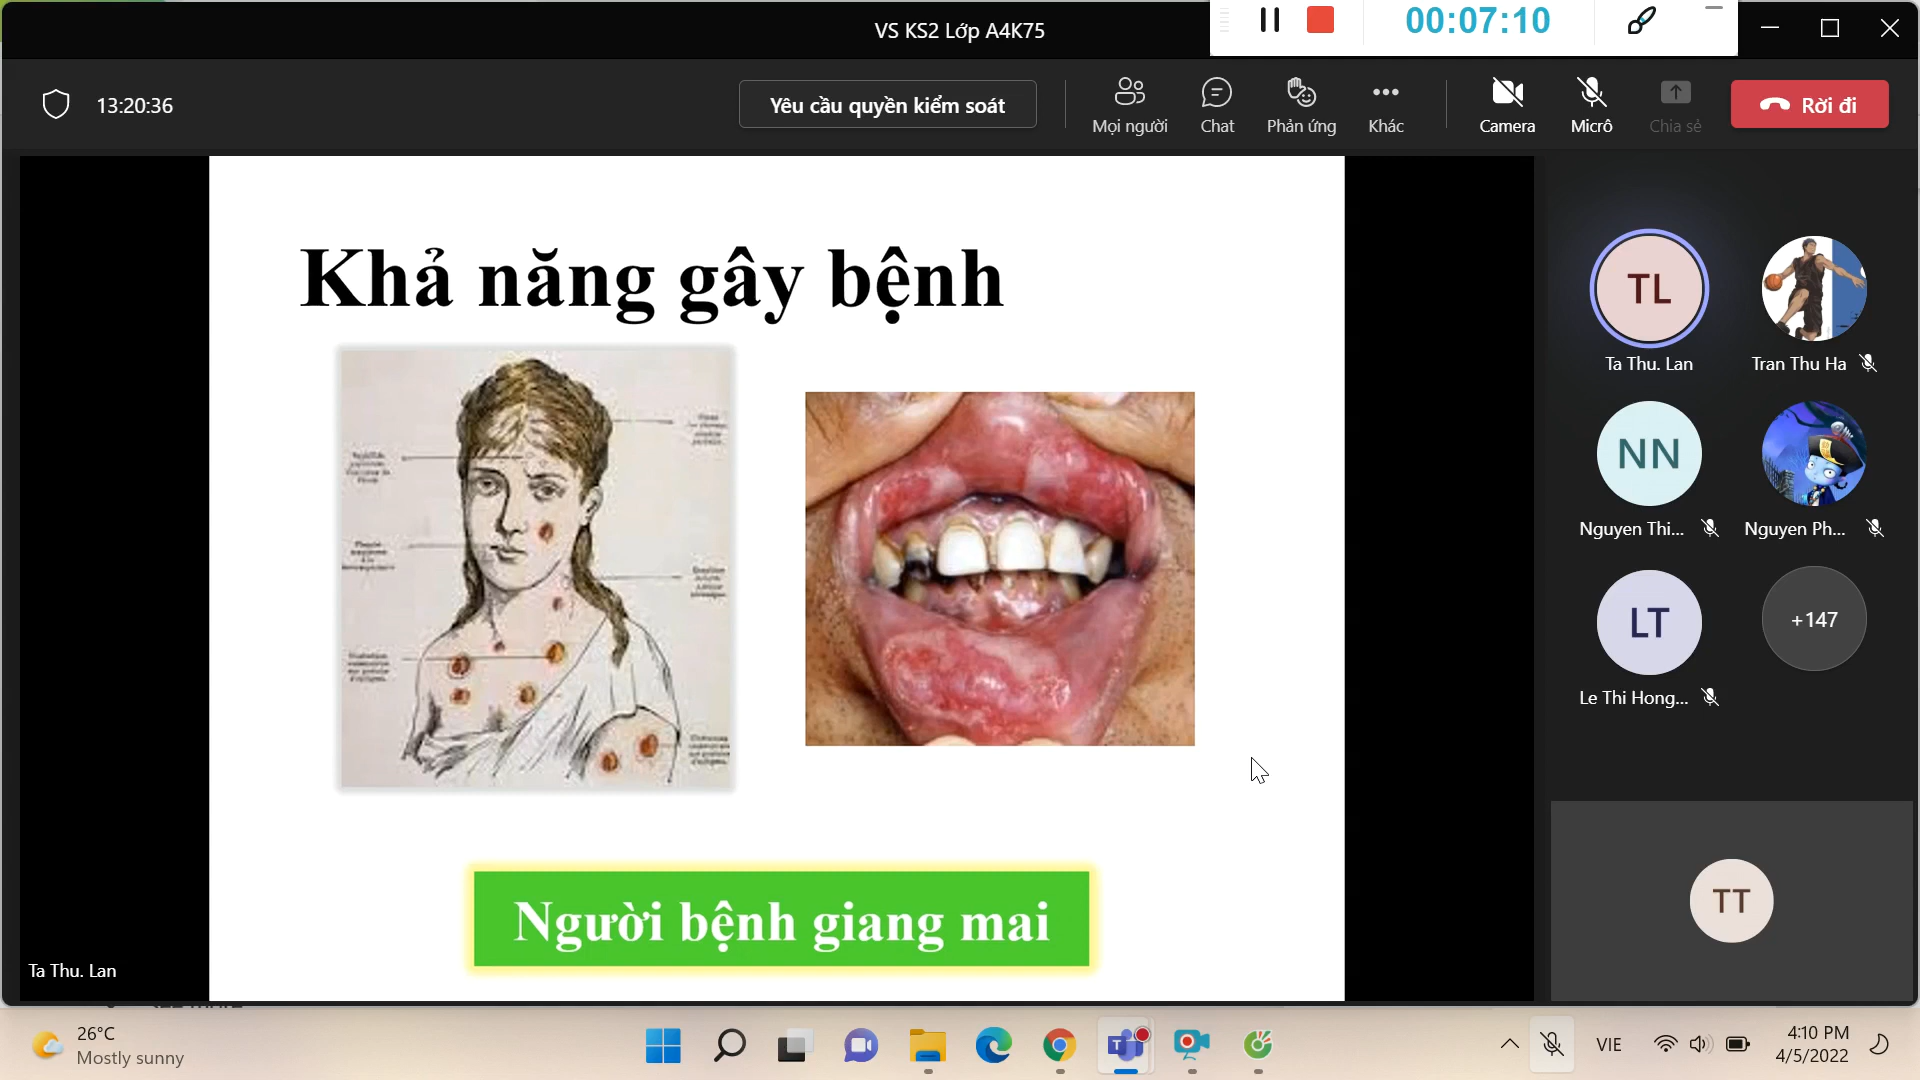 VS KS2 Lớp A4K75
00:07:10
13:20:36
Yêu cầu quyền kiểm soát
Mọi người
Chat
Phản ứng
Khác
Camera
Micrô
Chia sẻ
Rời đi
Khả năng gây bệnh
Người bệnh giang mai
Ta Thu. Lan
TL
Ta Thu. Lan
Tran Thu Ha
NN
Nguyen Thi...
Nguyen Ph...
LT
Le Thi Hong...
+147
TT
26°C
Mostly sunny
VIE
4:10 PM
4/5/2022